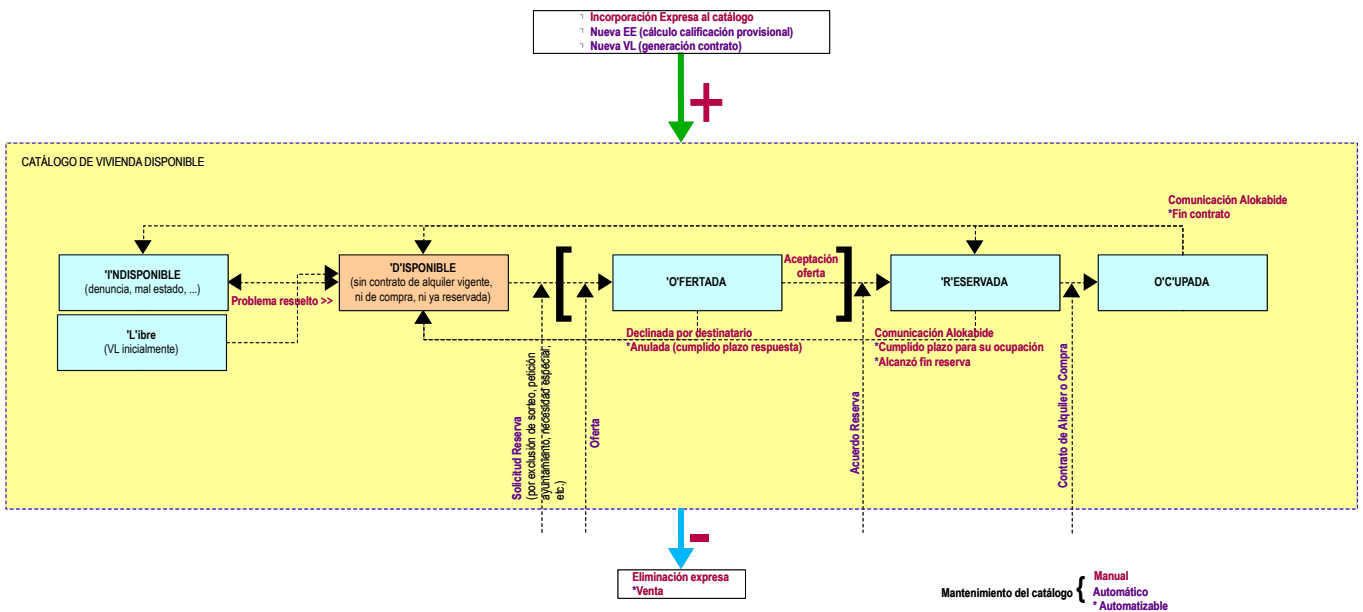 Incorporación Expresa al catálogo
Nueva EE (cálculo calificación provisional)
Nueva VL (generación contrato)
+
CATÁLOGO DE VIVIENDA DISPONIBLE
Comunicación Alokabide
*Fin contrato
'I'NDISPONIBLE
(denuncia, mal estado, ...)
Problema resuelto >>
'L'ibre
(VL inicialmente)
'D'ISPONIBLE
(sin contrato de alquiler vigente,
ni de compra, ni ya reservada)
[
'O'FERTADA
Aceptación
oferta
]
'R'ESERVADA
O'C'UPADA
Declinada por destinatario
*Anulada (cumplido plazo respuesta)
Comunicación Alokabide
*Cumplido plazo para su ocupación
*Alcanzó fin reserva
Solicitud Reserva
(por exclusión de sorteo, petición
ayuntamiento, necesidad especial,
etc.)
Oferta
Acuerdo Reserva
Contrato de Alquiler o Compra
-
Eliminación expresa
*Venta
Mantenimiento del catálogo {
Manual
Automático
* Automatizable